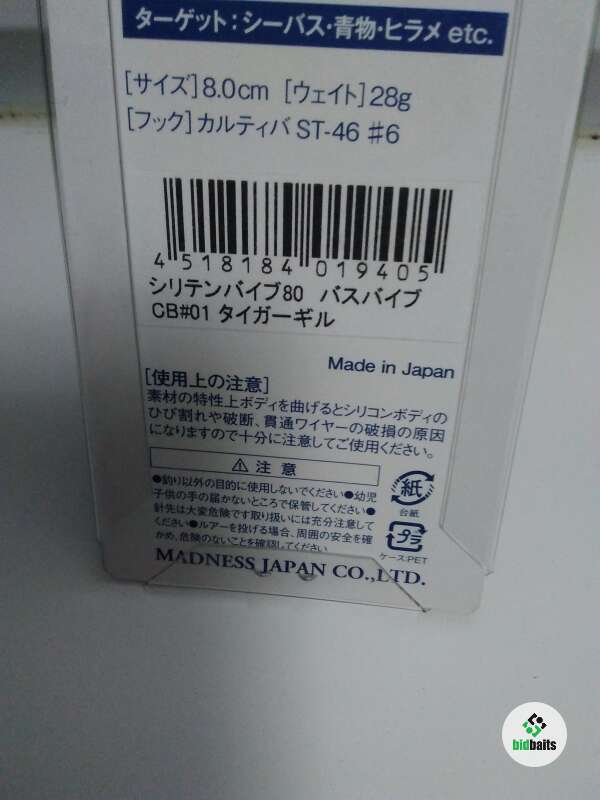 ターゲット：シーバス・青物・ヒラメ etc.
［サイズ］8.0cm ［ウェイト］28g
［フック］カルティバ ST-46 #6
4 518184 019405
シリテンバイブ80 バスバイブ
CB#01 タイガーギル
Made in Japan
［使用上の注意］
素材の特性上ボディを曲げるとシリコンボディの
ひび割れや破断、貫通ワイヤーの破損の原因
になりますので十分に注意してご使用ください。
⚠ 注 意
●釣り以外の目的に使用しないでください●幼児
子供の手の届かないところで保管してください●
針先は大変危険です取り扱いには充分注意して
ください●ルアーを投げる場合、周囲の安全を確
かめ、危険のないことを確認してください
紙
台紙
プラ
ケース:PET
MADNESS JAPAN CO.,LTD.
bidbaits